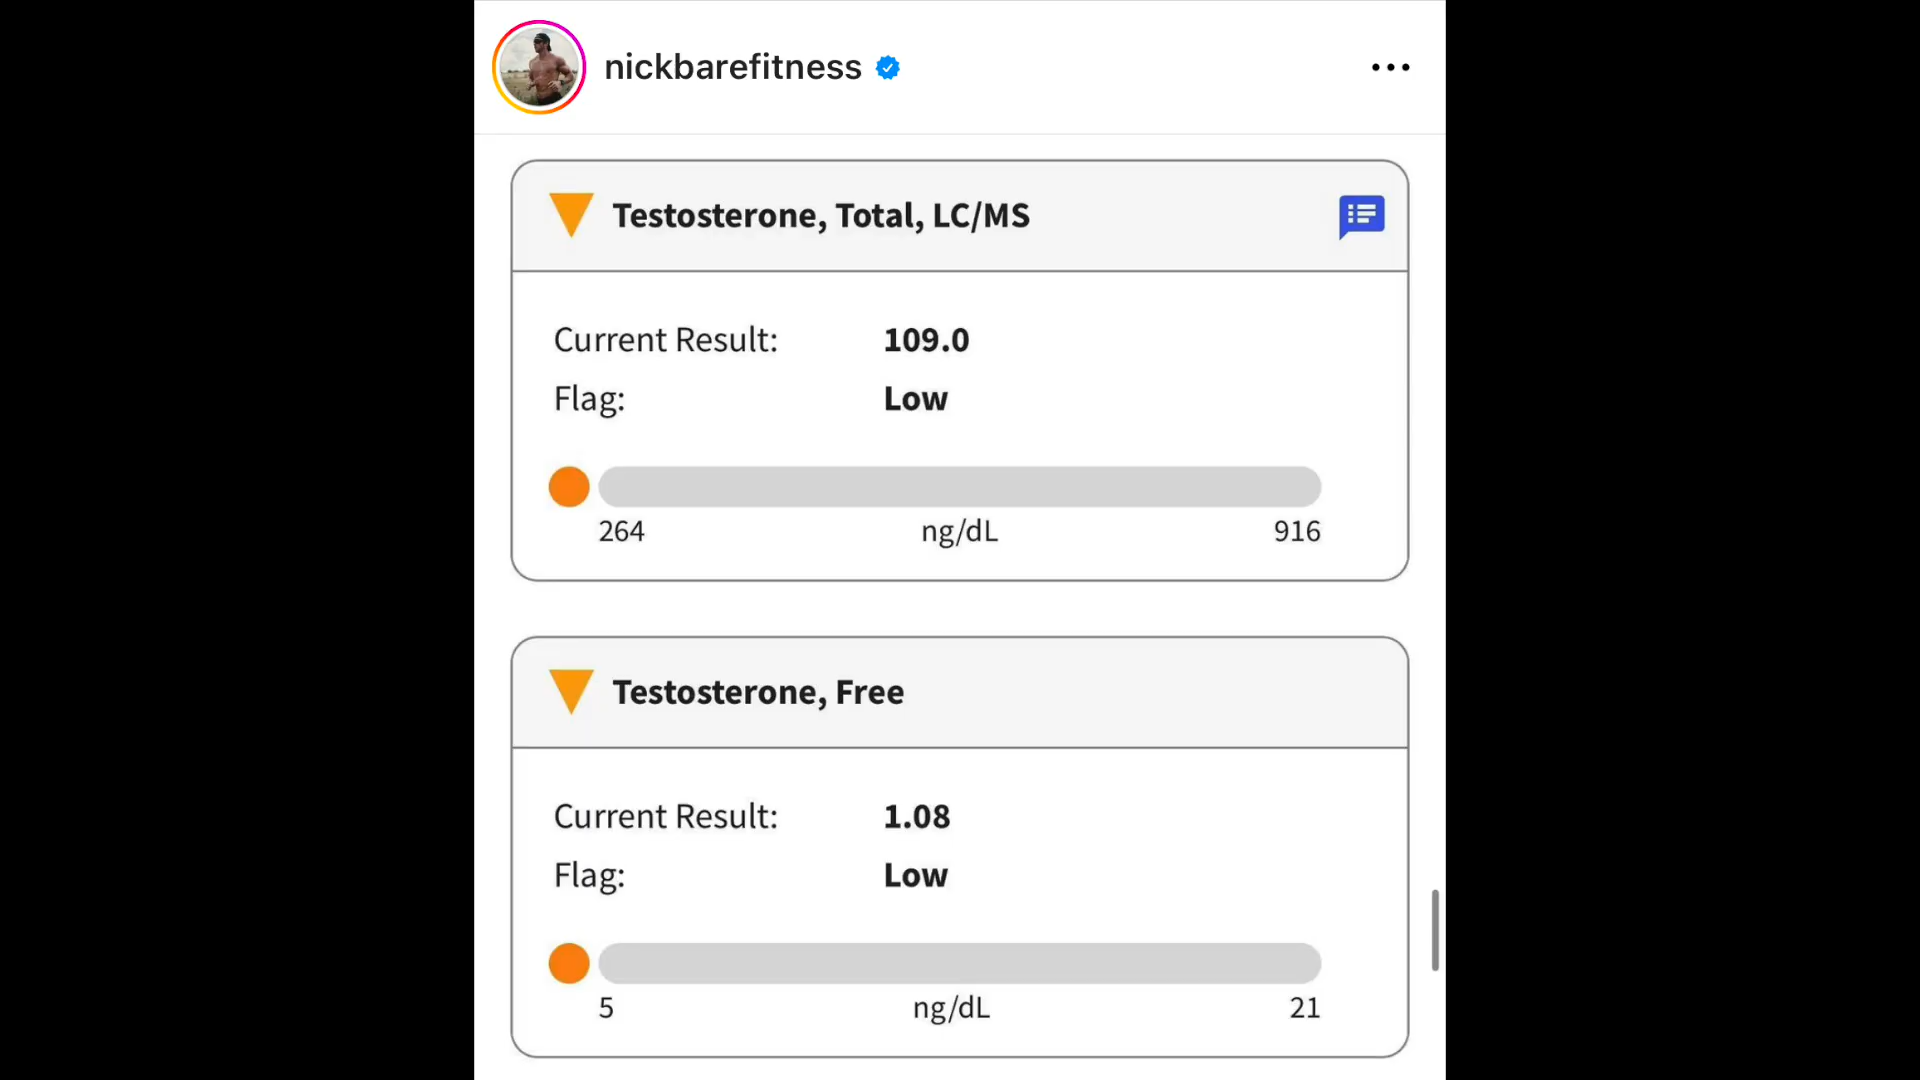 nickbarefitness
Testosterone, Total, LC/MS
Current Result: 109.0
Flag: Low
264 ng/dL 916
Testosterone, Free
Current Result: 1.08
Flag: Low
5 ng/dL 21